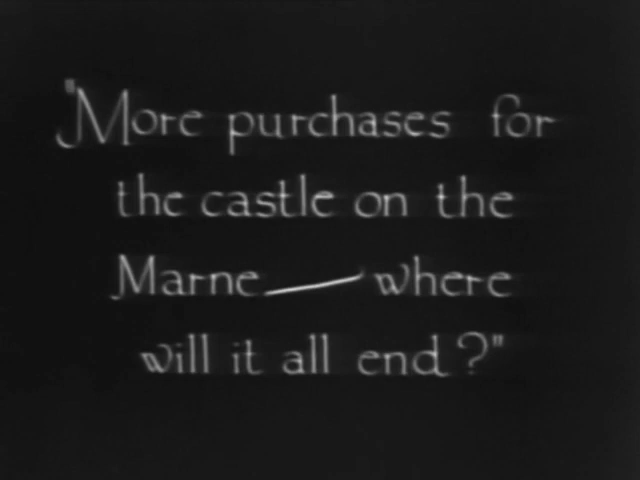 "More purchases for
the castle on the
Marne — where
will it all end?"